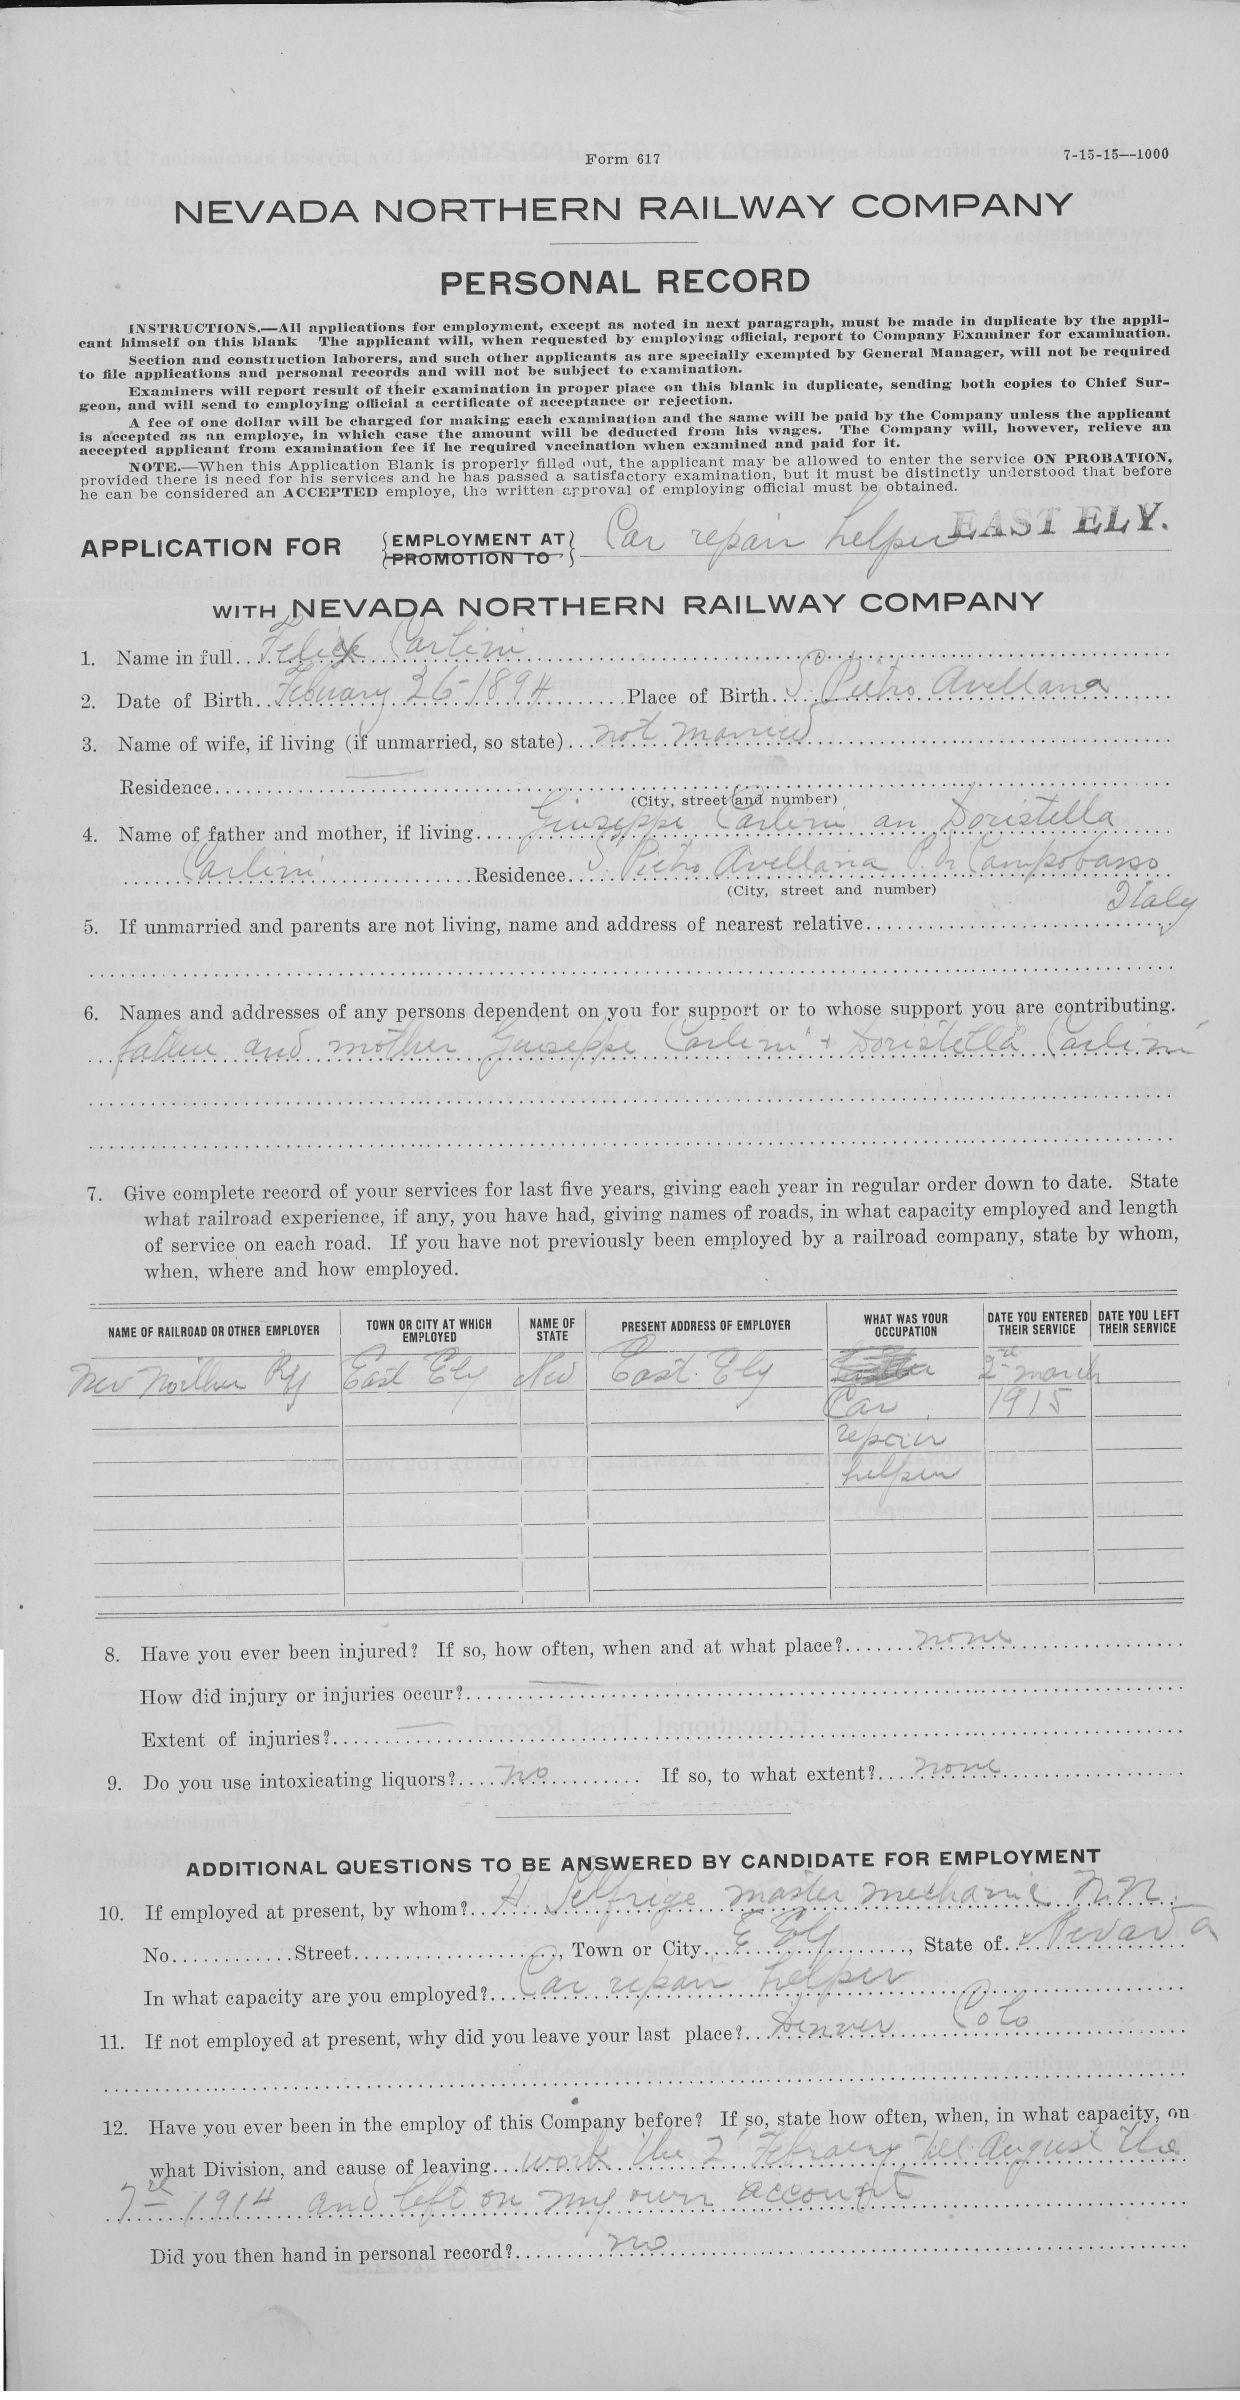 Form 617
7-15-15—1000
NEVADA NORTHERN RAILWAY COMPANY
PERSONAL RECORD
INSTRUCTIONS.—All applications for employment, except as noted in next paragraph, must be made in duplicate by the appli-
cant himself on this blank The applicant will, when requested by employing official, report to Company Examiner for examination.
Section and construction laborers, and such other applicants as are specially exempted by General Manager, will not be required
to file applications and personal records and will not be subject to examination.
Examiners will report result of their examination in proper place on this blank in duplicate, sending both copies to Chief Sur-
geon, and will send to employing official a certificate of acceptance or rejection.
A fee of one dollar will be charged for making each examination and the same will be paid by the Company unless the applicant
is accepted as an employe, in which case the amount will be deducted from his wages. The Company will, however, relieve an
accepted applicant from examination fee if he required vaccination when examined and paid for it.
NOTE.—When this Application Blank is properly filled out, the applicant may be allowed to enter the service ON PROBATION,
provided there is need for his services and he has passed a satisfactory examination, but it must be distinctly understood that before
he can be considered an ACCEPTED employe, the written approval of employing official must be obtained.
APPLICATION FOR {EMPLOYMENT AT / PROMOTION TO} Car repair helper EAST ELY.
WITH NEVADA NORTHERN RAILWAY COMPANY
1. Name in full Felice Carlini
2. Date of Birth Febuary 26-1894 Place of Birth S Pietro Avellana
3. Name of wife, if living (if unmarried, so state) not married
Residence
(City, street and number)
4. Name of father and mother, if living Giuseppe Carlini an Doristella
Carlini Residence S Pietro Avellana P. Di Campobasso
(City, street and number)
Italy
5. If unmarried and parents are not living, name and address of nearest relative
6. Names and addresses of any persons dependent on you for support or to whose support you are contributing.
father and mother Giuseppe Carlini + Doristella Carlini
7. Give complete record of your services for last five years, giving each year in regular order down to date. State
what railroad experience, if any, you have had, giving names of roads, in what capacity employed and length
of service on each road. If you have not previously been employed by a railroad company, state by whom,
when, where and how employed.
NAME OF RAILROAD OR OTHER EMPLOYER TOWN OR CITY AT WHICH EMPLOYED NAME OF STATE PRESENT ADDRESS OF EMPLOYER WHAT WAS YOUR OCCUPATION DATE YOU ENTERED THEIR SERVICE DATE YOU LEFT THEIR SERVICE
Nev Northern Ry East Ely Nev East Ely 2nd march
Car 1915
repair
helper
8. Have you ever been injured? If so, how often, when and at what place? none
How did injury or injuries occur?
Extent of injuries?
9. Do you use intoxicating liquors? no If so, to what extent? none
ADDITIONAL QUESTIONS TO BE ANSWERED BY CANDIDATE FOR EMPLOYMENT
10. If employed at present, by whom? H Selfrige master mechanic N.N.
No. Street , Town or City E Ely , State of Nevada
In what capacity are you employed? Car repair helper
11. If not employed at present, why did you leave your last place? Denver Colo
12. Have you ever been in the employ of this Company before? If so, state how often, when, in what capacity, on
what Division, and cause of leaving work the 2 Febroary till August the
1914 and left on my own account
Did you then hand in personal record? no